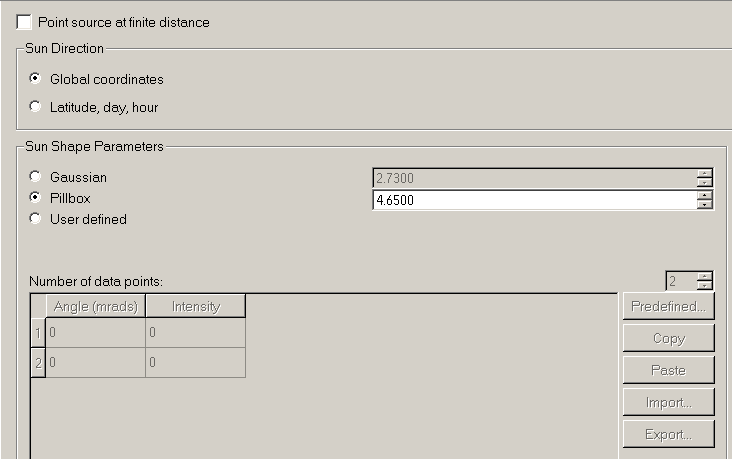 Point source at finite distance
Sun Direction
Global coordinates
Latitude, day, hour
Sun Shape Parameters
Gaussian 2.7300
Pillbox 4.6500
User defined
Number of data points: 2
Angle (mrads) Intensity
1 0 0
2 0 0
Predefined...
Copy
Paste
Import...
Export...